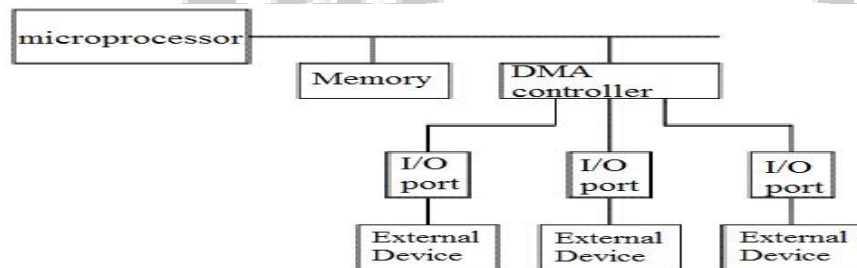 microprocessor
Memory
DMA
controller
I/O
port
I/O
port
I/O
port
External
Device
External
Device
External
Device